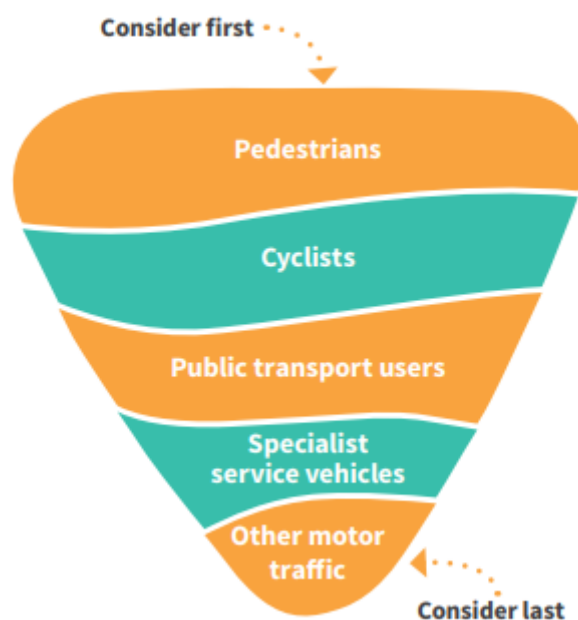 Consider first
Pedestrians
Cyclists
Public transport users
Specialist
service vehicles
Other motor
traffic
Consider last